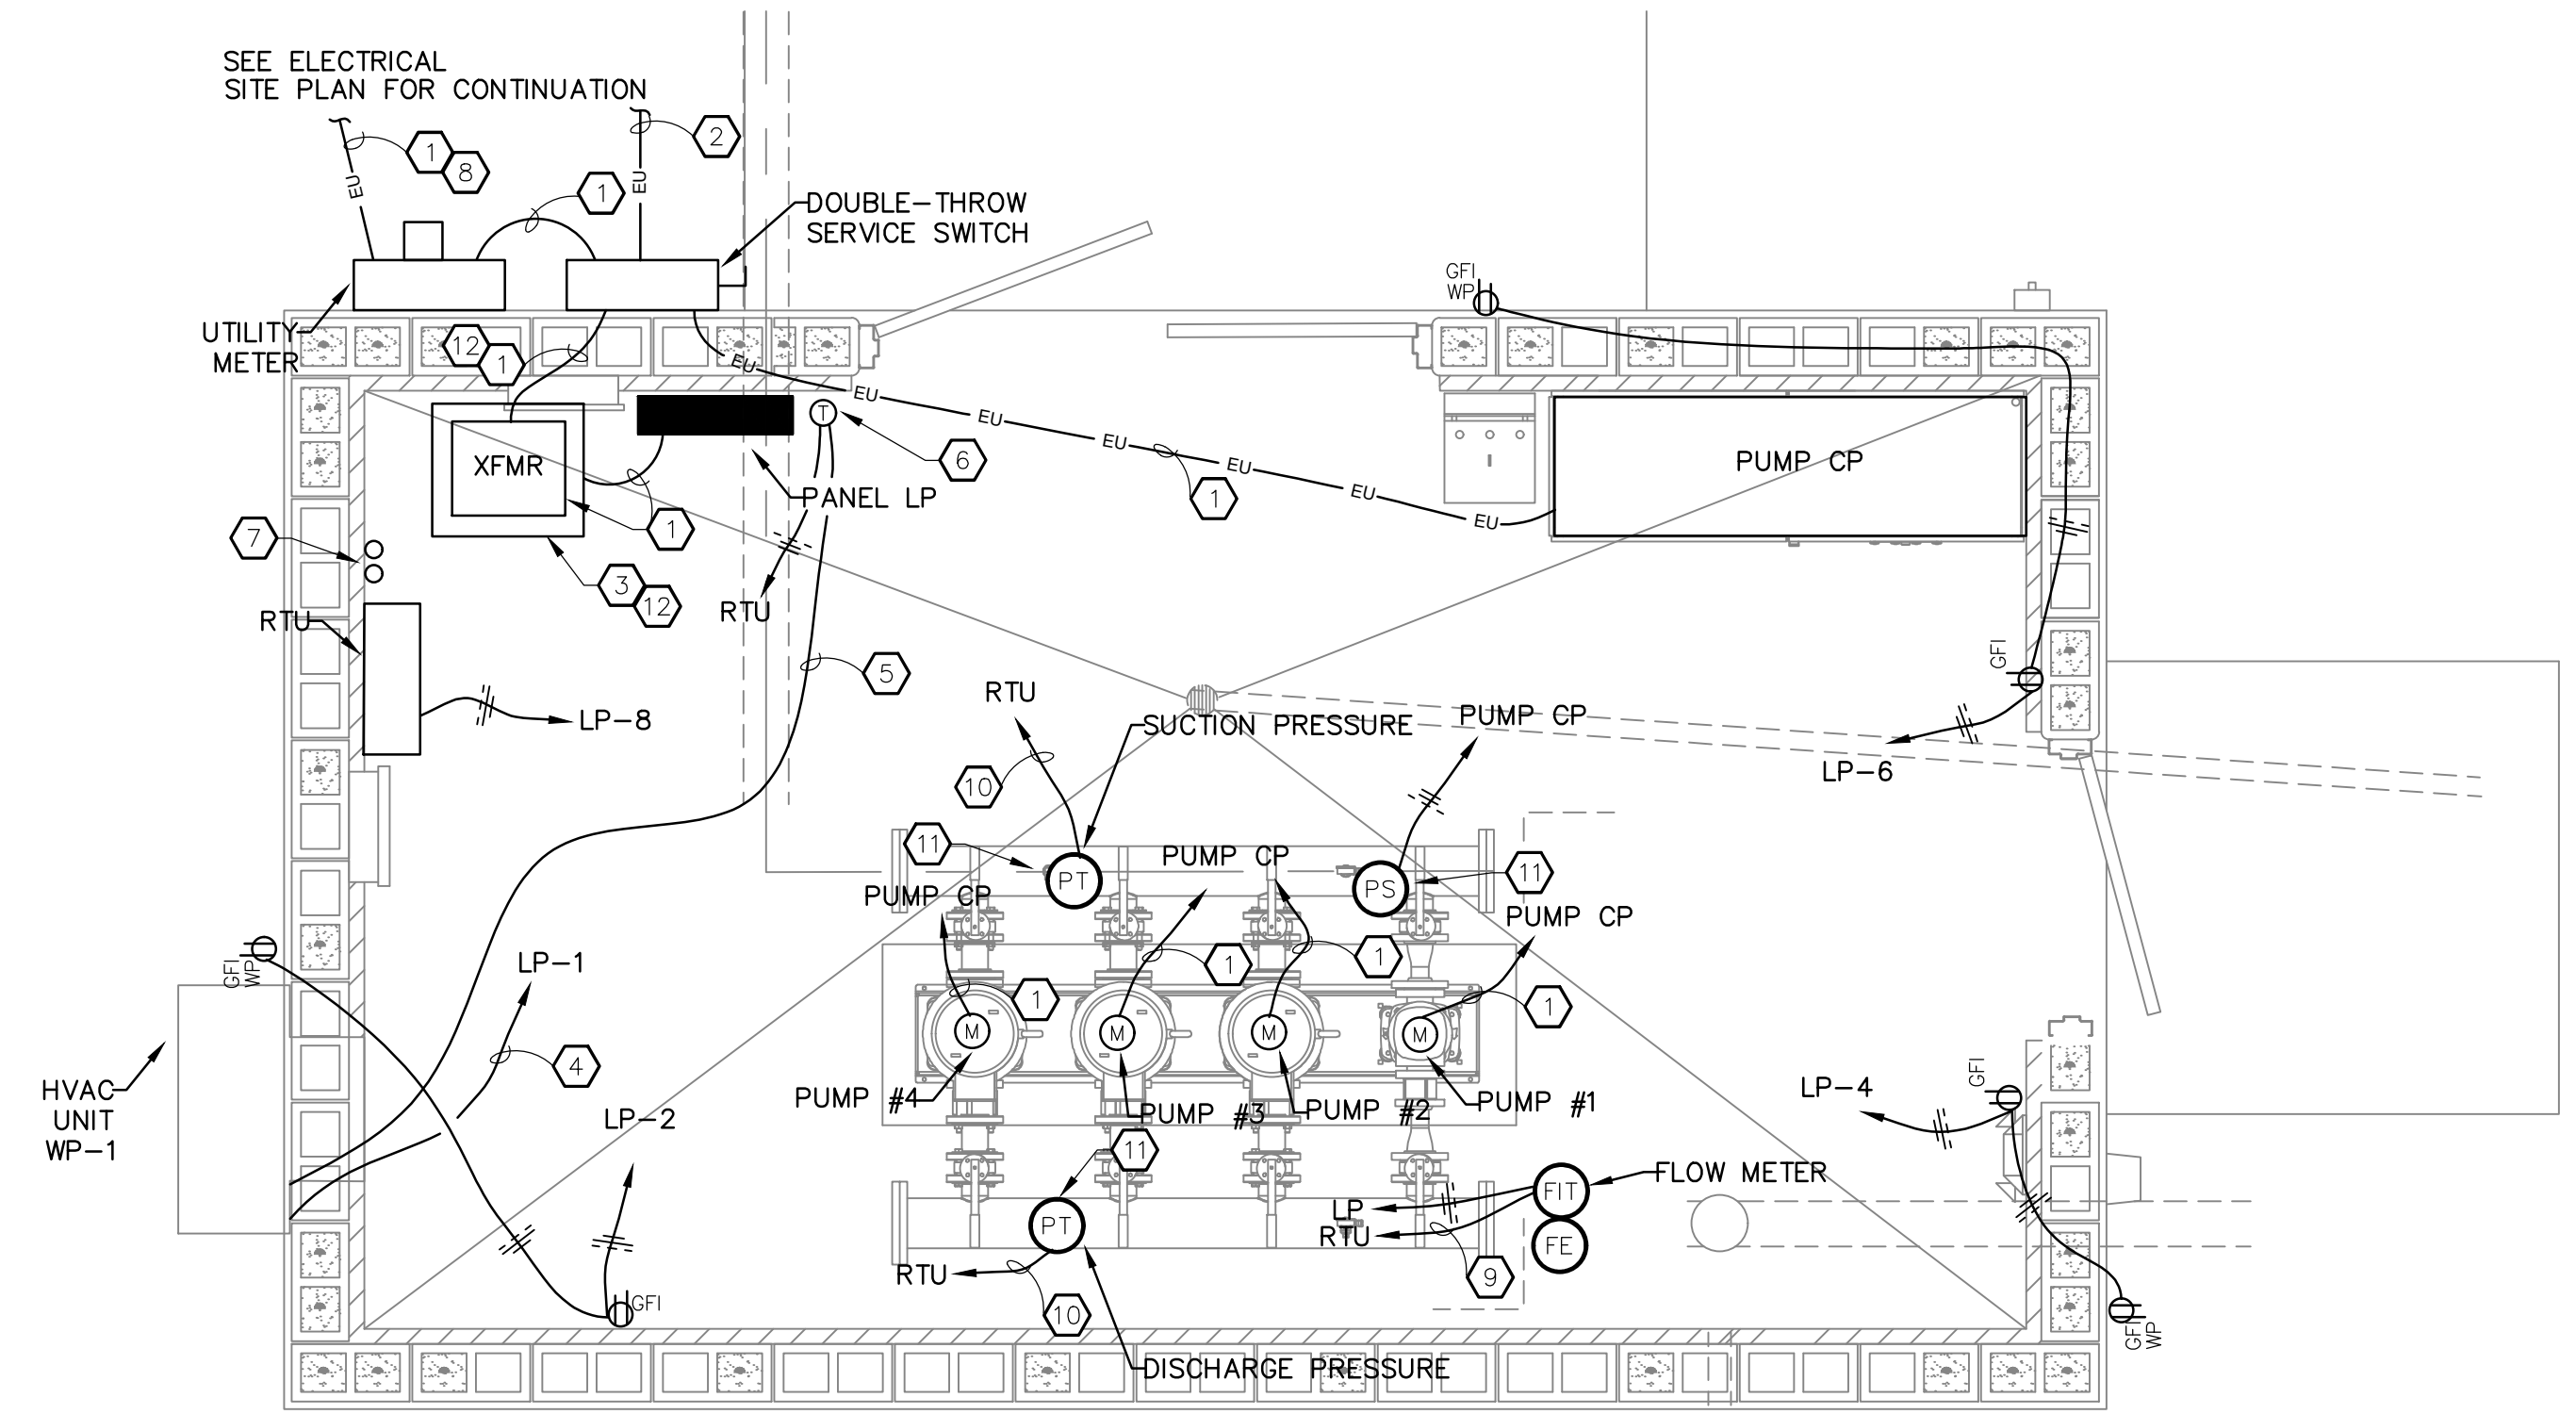 SEE ELECTRICAL
SITE PLAN FOR CONTINUATION
1
8
EU
1
EU
2
DOUBLE-THROW
SERVICE SWITCH
UTILITY
METER
12
1
EU
EU
EU
EU
EU
EU
EU
1
GFI
WP
XFMR
T
6
PANEL LP
1
PUMP CP
7
3
12
RTU
RTU
5
GFI
LP-8
RTU
SUCTION PRESSURE
PUMP CP
LP-6
10
11
PT
PUMP CP
PS
11
PUMP CP
PUMP CP
GFI
WP
LP-1
1
1
1
1
M
M
M
M
4
HVAC
UNIT
WP-1
PUMP #4
PUMP #3
PUMP #2
PUMP #1
LP-4
GFI
LP-2
11
FIT
FLOW METER
LP
RTU
PT
FE
9
RTU
10
GFI
GFI
WP
DISCHARGE PRESSURE